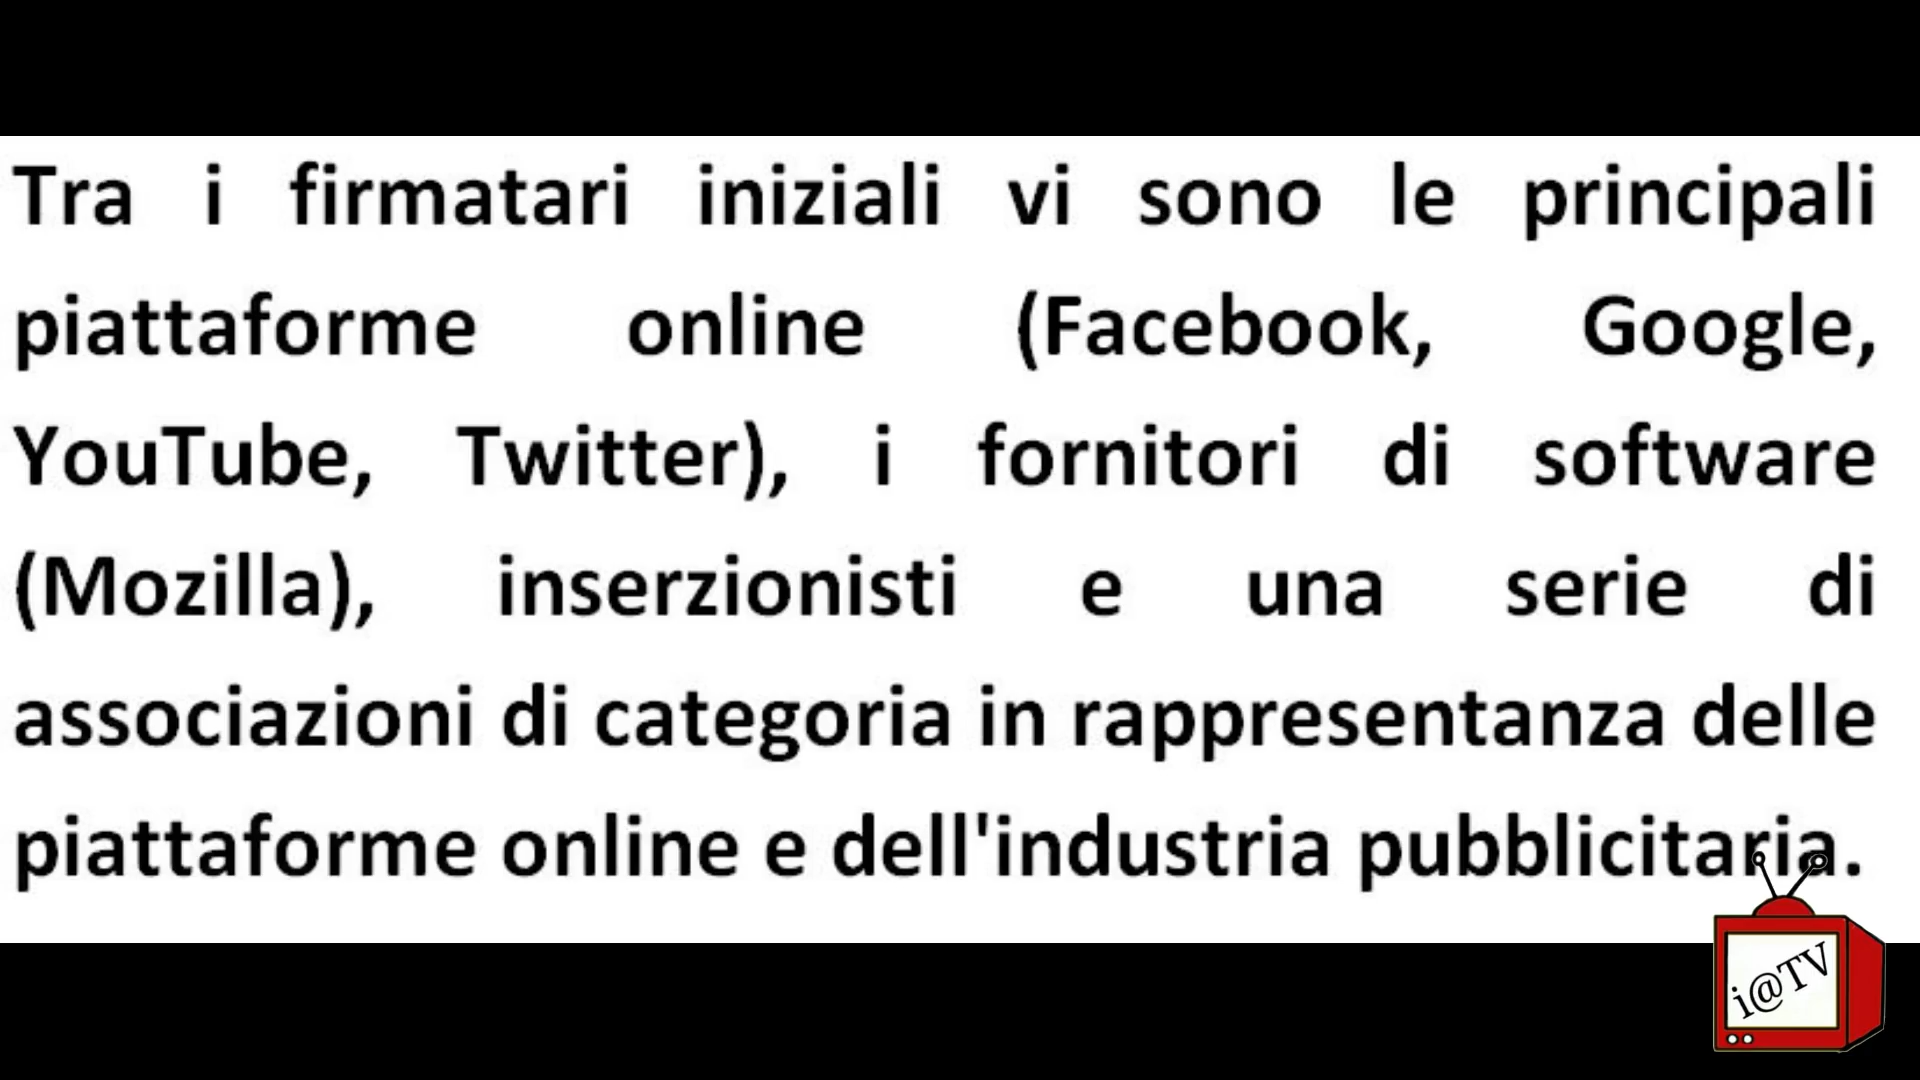 Tra i firmatari iniziali vi sono le principali
piattaforme online (Facebook, Google,
YouTube, Twitter), i fornitori di software
(Mozilla), inserzionisti e una serie di
associazioni di categoria in rappresentanza delle
piattaforme online e dell'industria pubblicitaria.
i@TV